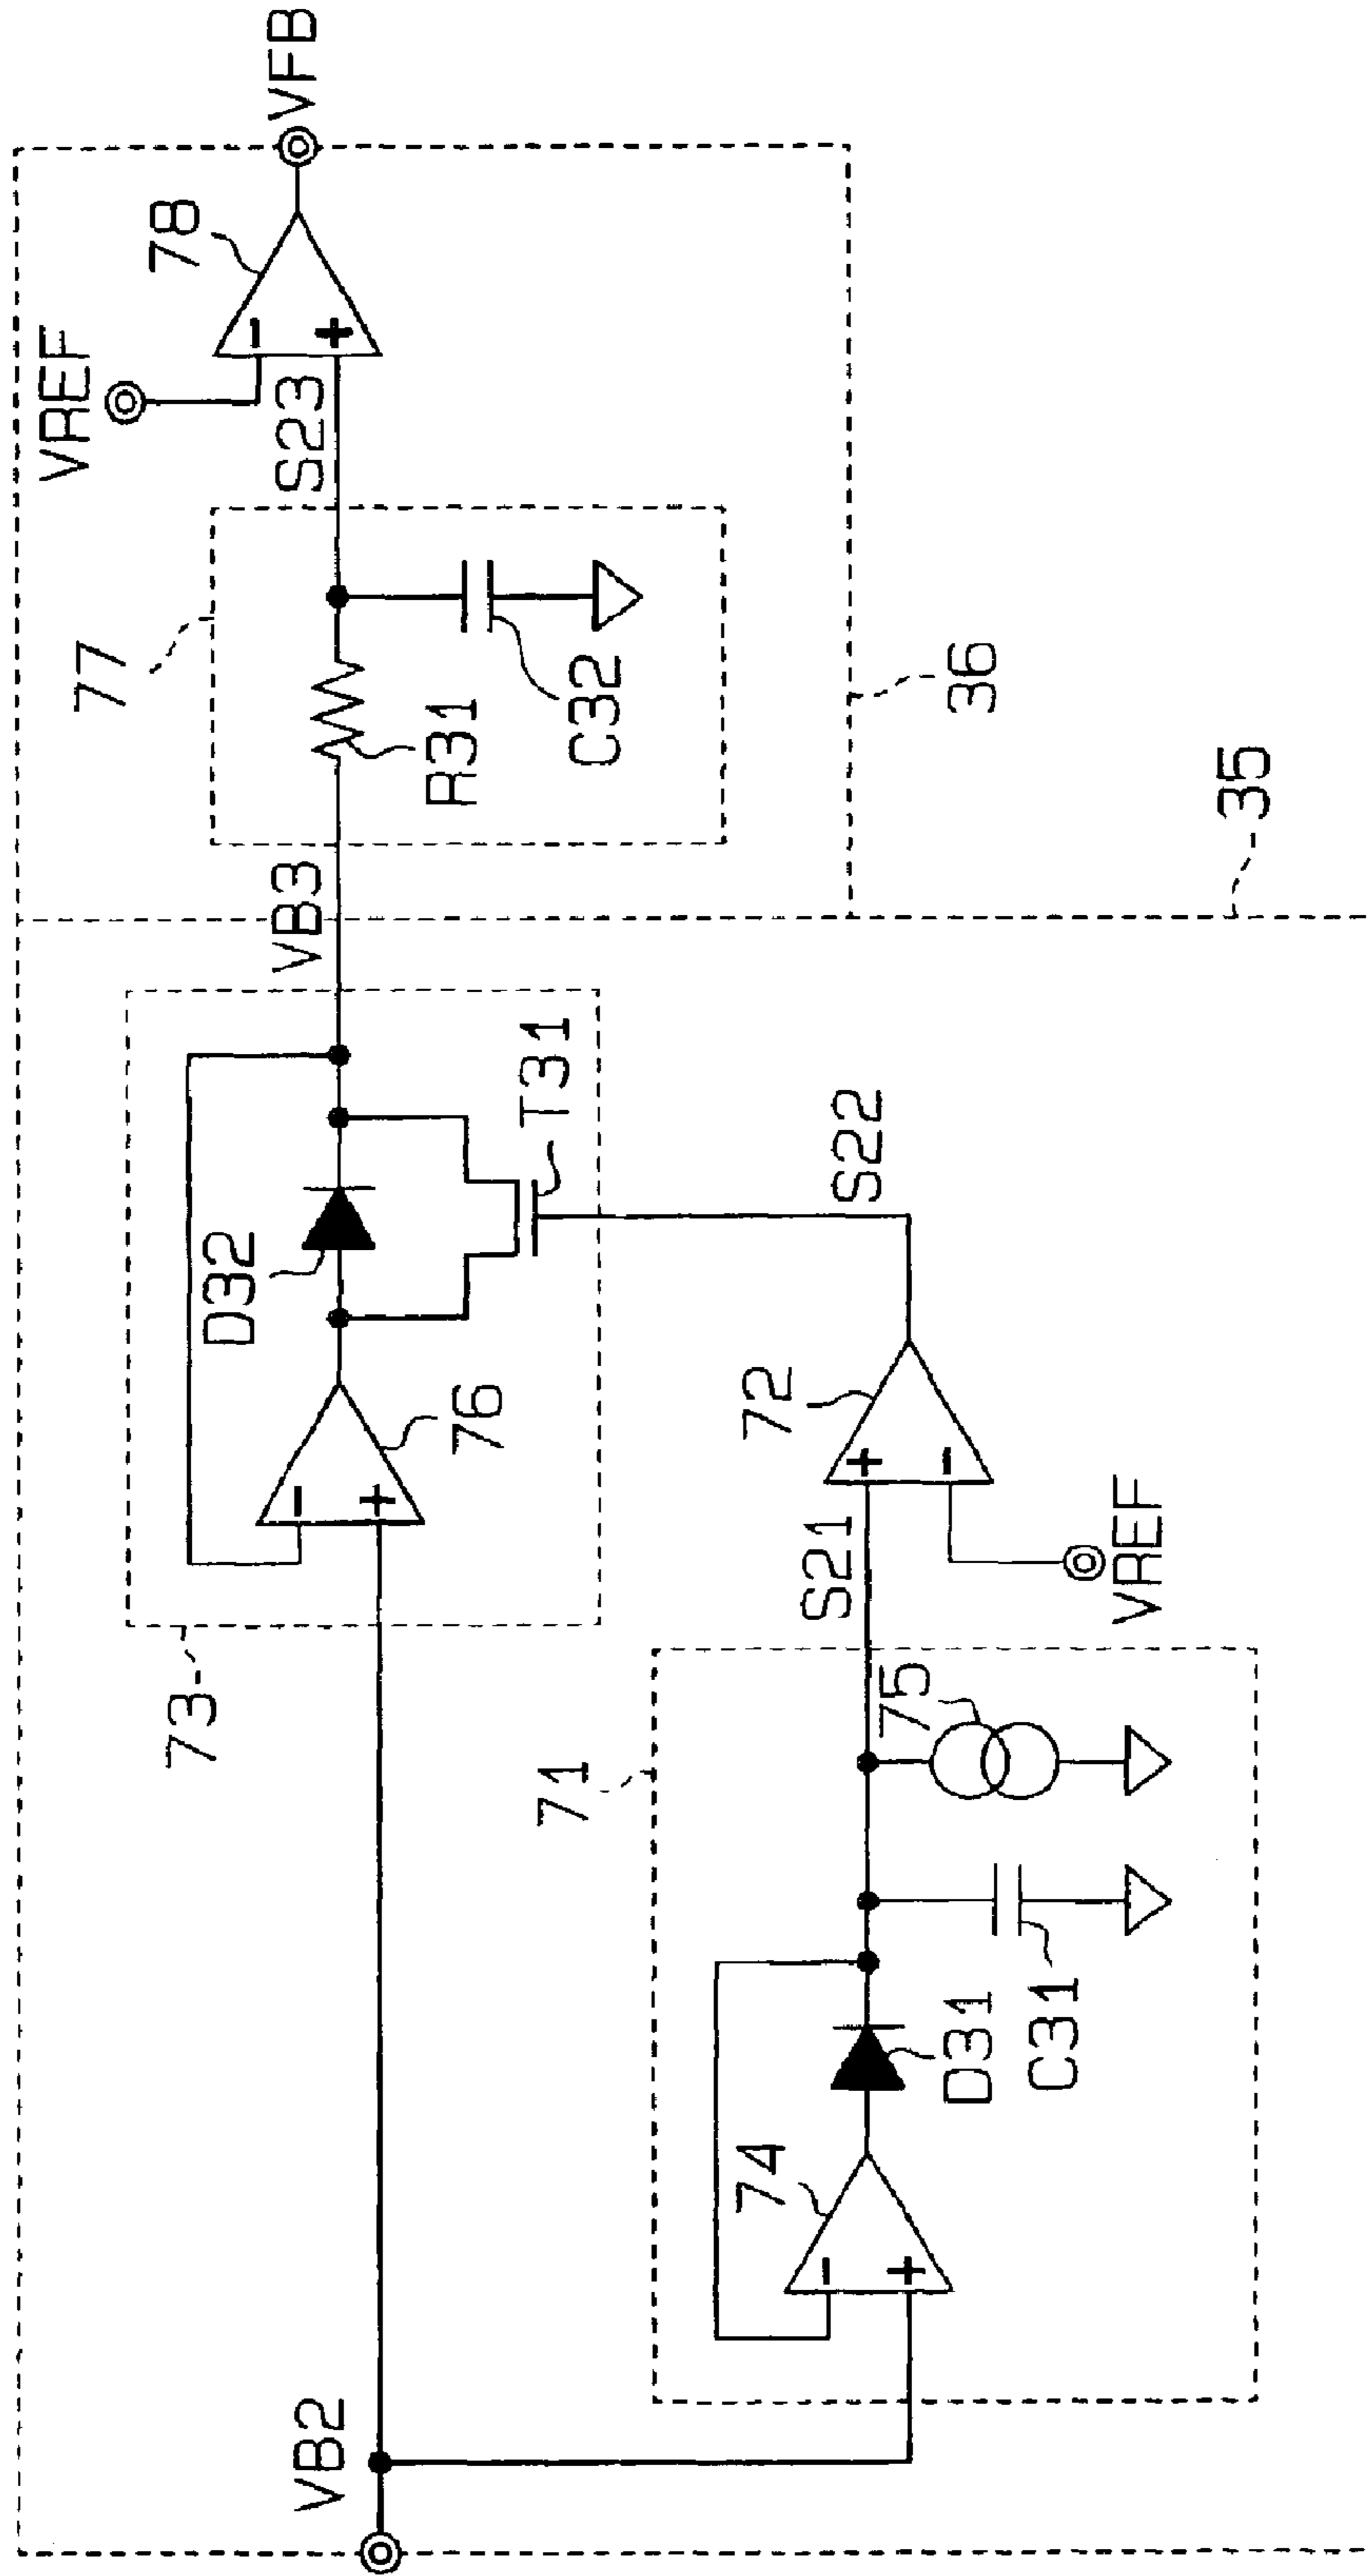 VREF
78
VFB
77
S23
R31
C32
36
VB3
35
73
D32
76
T31
VB2
S22
72
S21
VREF
71
75
74
D31
C31